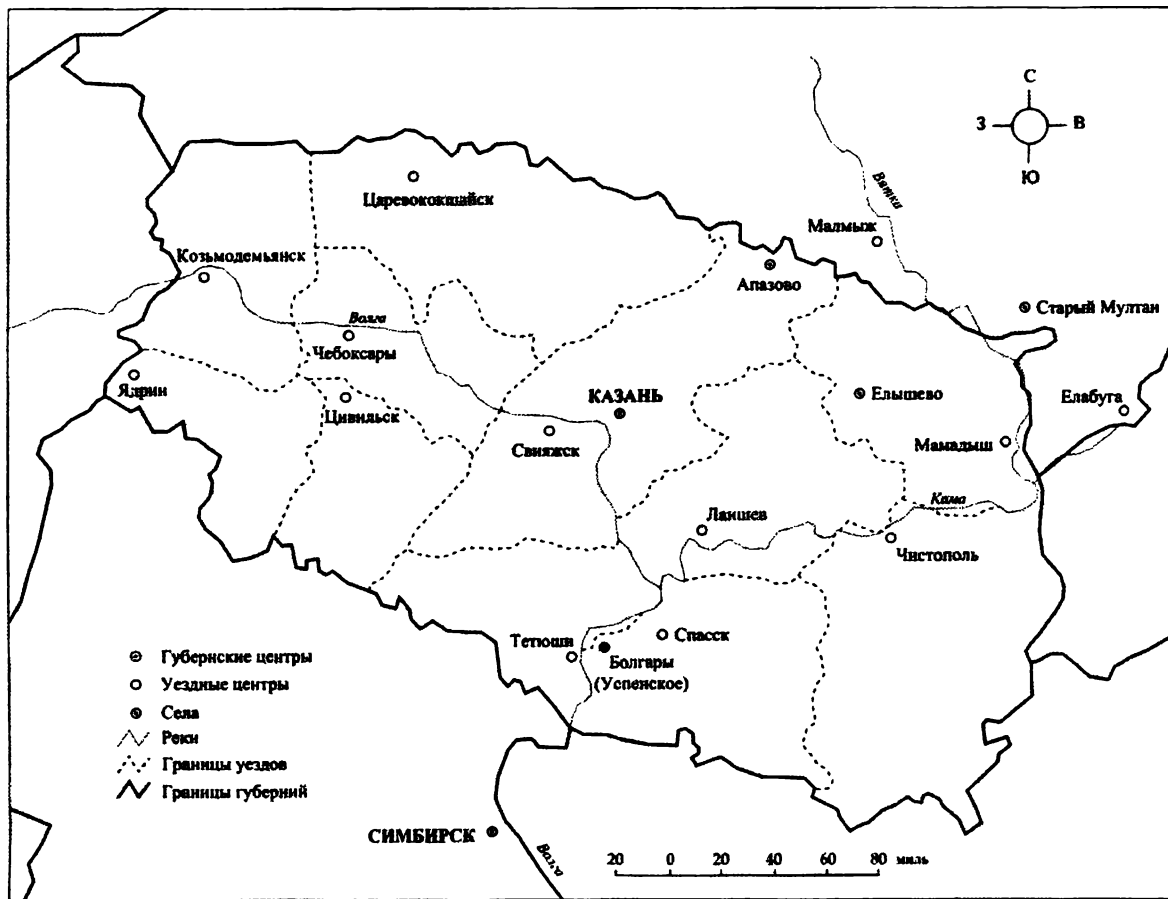 С
З
В
Ю
Вятка
Малмыж
Царевококшайск
Козьмодемьянск
Апазово
Старый Мултан
Волга
Чебоксары
Ядрин
Цивильск
КАЗАНЬ
Елышево
Елабуга
Свияжск
Мамадыш
Кама
Лаишев
Чистополь
Тетюши
Спасск
Болгары
(Успенское)
Губернские центры
Уездные центры
Села
Реки
Границы уездов
Границы губерний
СИМБИРСК
Волга
20 0 20 40 60 80 миль